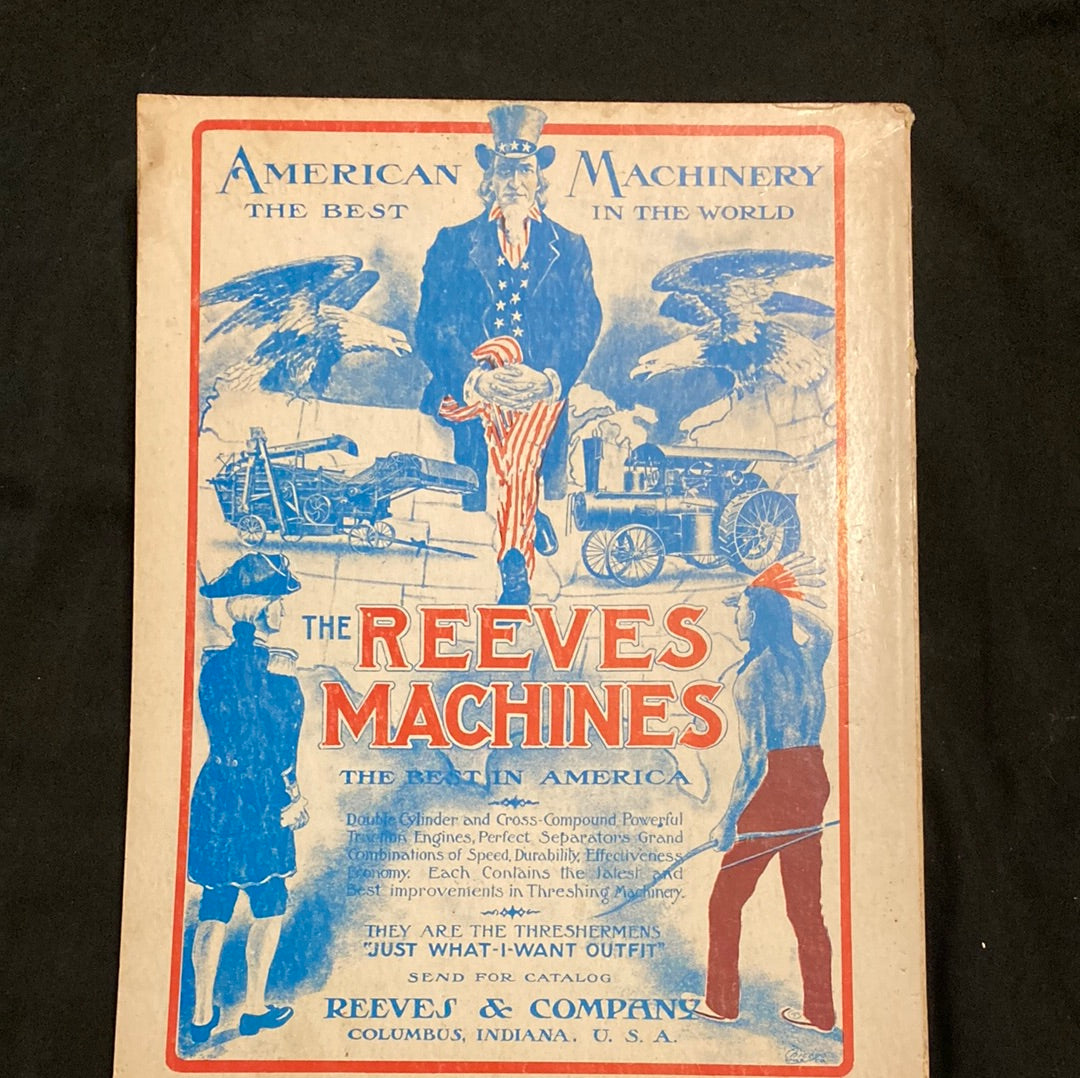 AMERICAN MACHINERY
THE BEST IN THE WORLD
THE REEVES
MACHINES
THE BEST IN AMERICA
Double Cylinder and Cross-Compound Powerful
Traction Engines, Perfect Separators Grand
Combinations of Speed, Durability, Effectiveness
Economy. Each Contains the latest and
Best improvements in Threshing Machinery.
THEY ARE THE THRESHERMENS
"JUST WHAT-I-WANT OUTFIT"
SEND FOR CATALOG
REEVES & COMPANY
COLUMBUS, INDIANA. U. S. A.